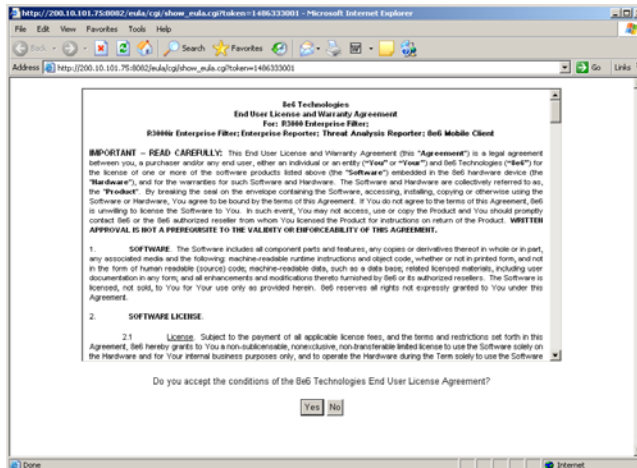 http://200.10.101.75:8082/eula/cgi/show_eula.cgi?token=1486333001 - Microsoft Internet Explorer
File Edit View Favorites Tools Help
Back Search Favorites
Address http://200.10.101.75:8082/eula/cgi/show_eula.cgi?token=1486333001 Go Links
8e6 Technologies
End User License and Warranty Agreement
For: R3000 Enterprise Filter;
R3000ir Enterprise Filter; Enterprise Reporter; Threat Analysis Reporter; 8e6 Mobile Client
IMPORTANT – READ CAREFULLY: This End User License and Warranty Agreement (this "Agreement") is a legal agreement
between you, a purchaser and/or any end user, either an individual or an entity ("You" or "Your") and 8e6 Technologies ("8e6") for
the license of one or more of the software products listed above (the "Software") embedded in the 8e6 hardware device (the
"Hardware"), and for the warranties for such Software and Hardware. The Software and Hardware are collectively referred to as,
the "Product". By breaking the seal on the envelope containing the Software, accessing, installing, copying or otherwise using the
Software or Hardware, You agree to be bound by the terms of this Agreement. If You do not agree to the terms of this Agreement, 8e6
is unwilling to license the Software to You. In such event, You may not access, use or copy the Product and You should promptly
contact 8e6 or the 8e6 authorized reseller from whom You licensed the Product for instructions on return of the Product. WRITTEN
APPROVAL IS NOT A PREREQUISITE TO THE VALIDITY OR ENFORCEABILITY OF THIS AGREEMENT.
1. SOFTWARE. The Software includes all component parts and features, any copies or derivatives thereof in whole or in part,
any associated media and the following: machine-readable runtime instructions and object code, whether or not in printed form, and not
in the form of human readable (source) code; machine-readable data, such as a data base; related licensed materials, including user
documentation in any form; and all enhancements and modifications thereto furnished by 8e6 or its authorized resellers. The Software is
licensed, not sold, to You for Your use only as provided herein. 8e6 reserves all rights not expressly granted to You under this
Agreement.
2. SOFTWARE LICENSE.
2.1 License. Subject to the payment of all applicable license fees, and the terms and restrictions set forth in this
Agreement, 8e6 hereby grants to You a non-sublicensable, nonexclusive, non-transferable limited license to use the Software solely on
the Hardware and for Your internal business purposes only, and to operate the Hardware during the Term solely to use the Software
Do you accept the conditions of the 8e6 Technologies End User License Agreement?
Yes No
Done Internet